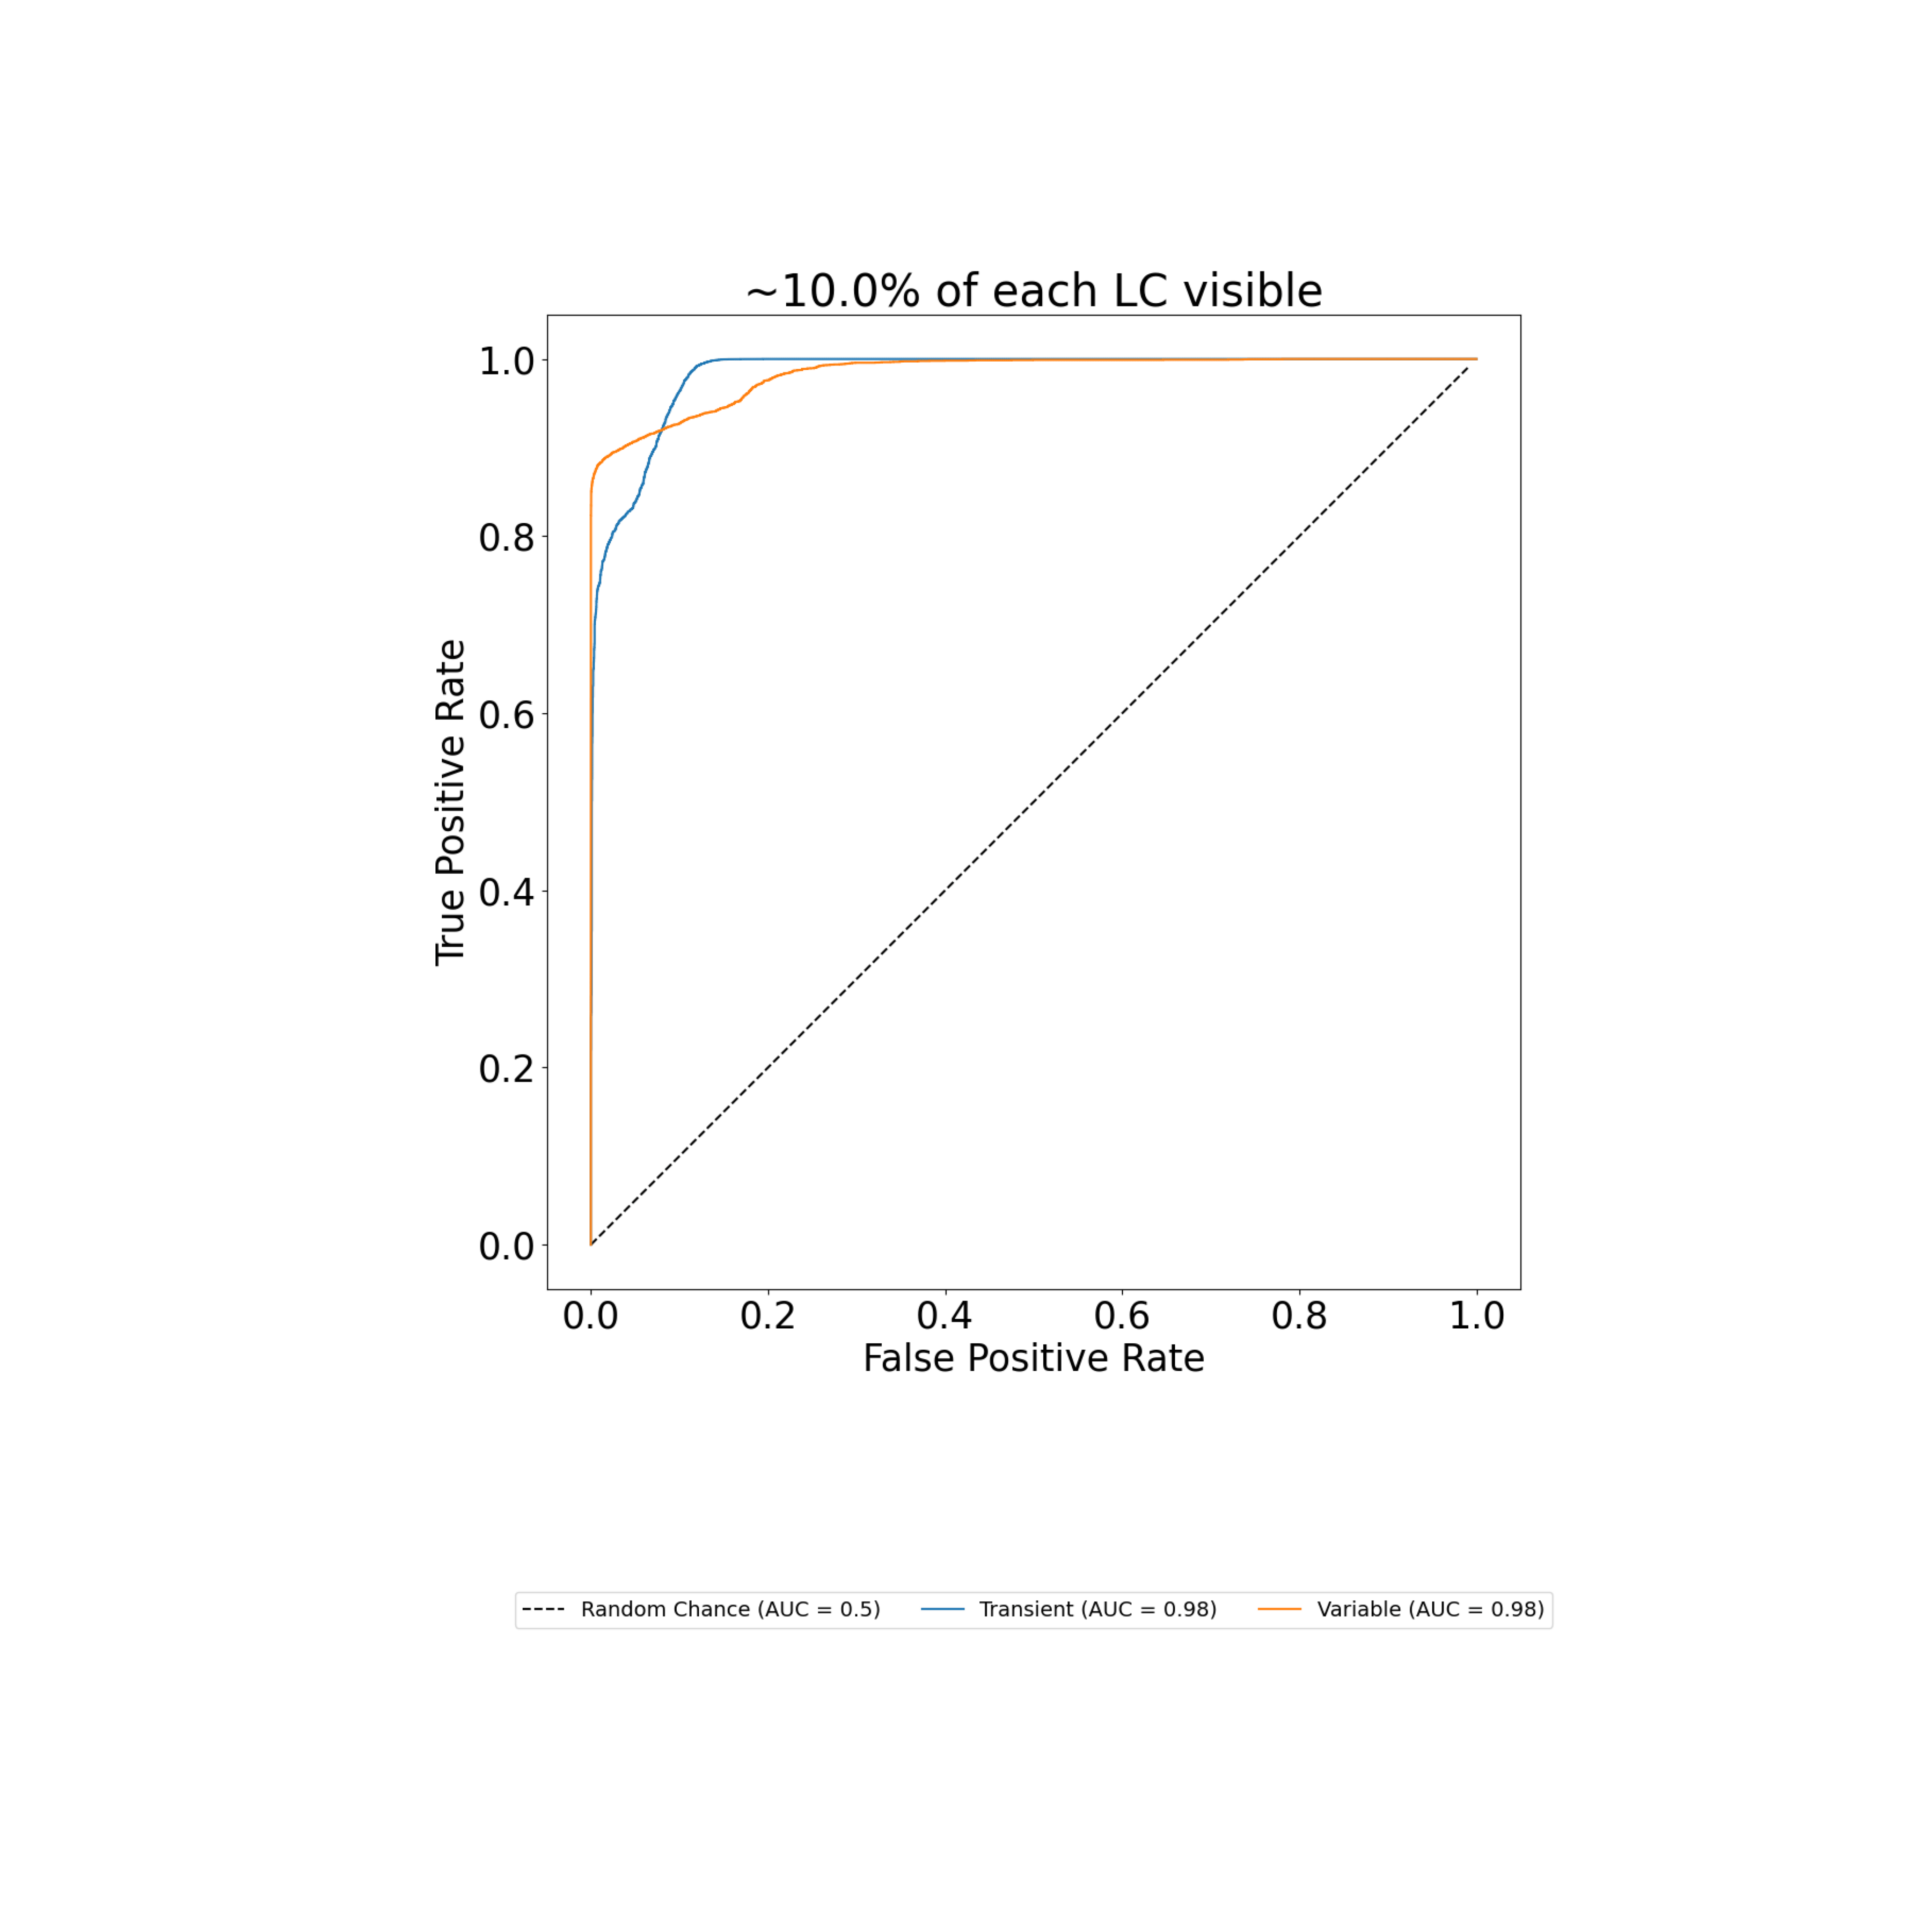 ~10.0% of each LC visible
1.0
0.8
0.6
0.4
0.2
0.0
True Positive Rate
0.0 0.2 0.4 0.6 0.8 1.0
False Positive Rate
Random Chance (AUC = 0.5) Transient (AUC = 0.98) Variable (AUC = 0.98)